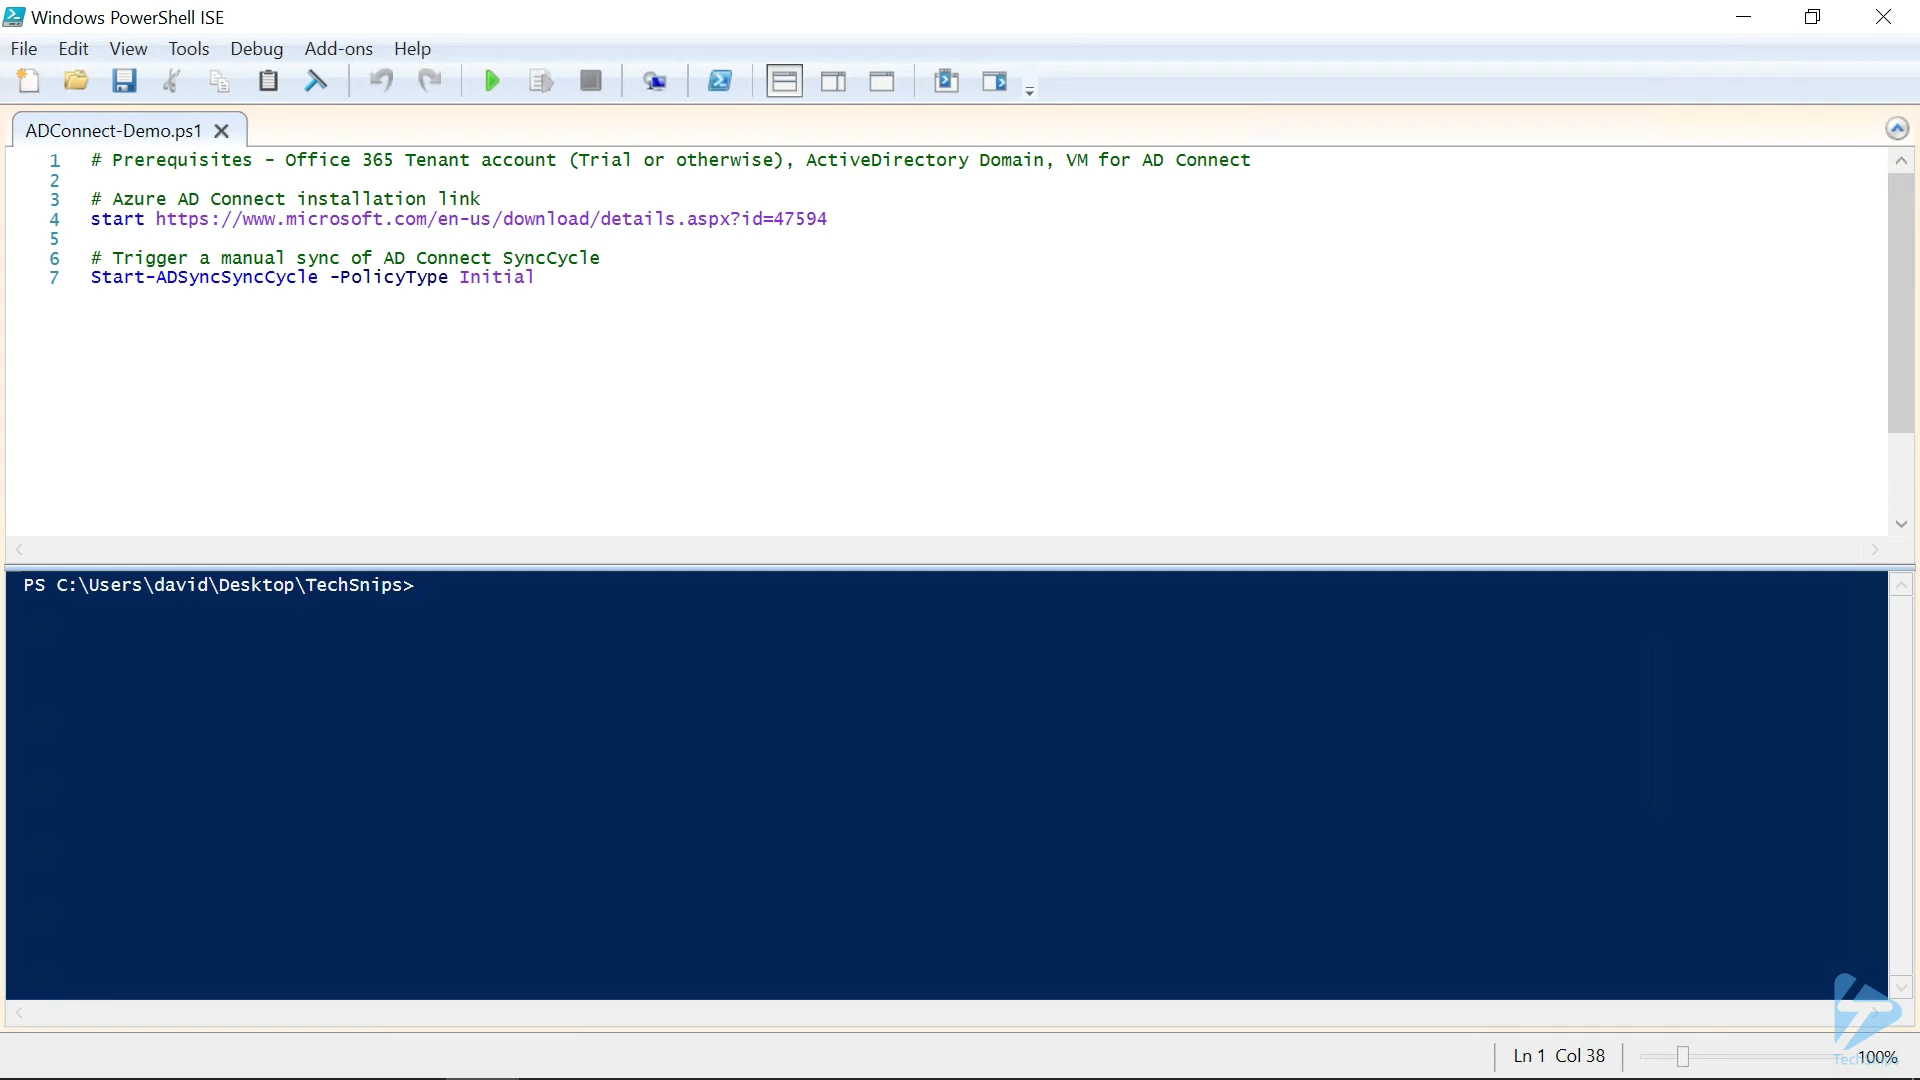 Windows PowerShell ISE
File Edit View Tools Debug Add-ons Help
ADConnect-Demo.ps1
1 # Prerequisites - Office 365 Tenant account (Trial or otherwise), ActiveDirectory Domain, VM for AD Connect
2
3 # Azure AD Connect installation link
4 start https://www.microsoft.com/en-us/download/details.aspx?id=47594
5
6 # Trigger a manual sync of AD Connect SyncCycle
7 Start-ADSyncSyncCycle -PolicyType Initial
PS C:\Users\david\Desktop\TechSnips>
Ln 1 Col 38
100%